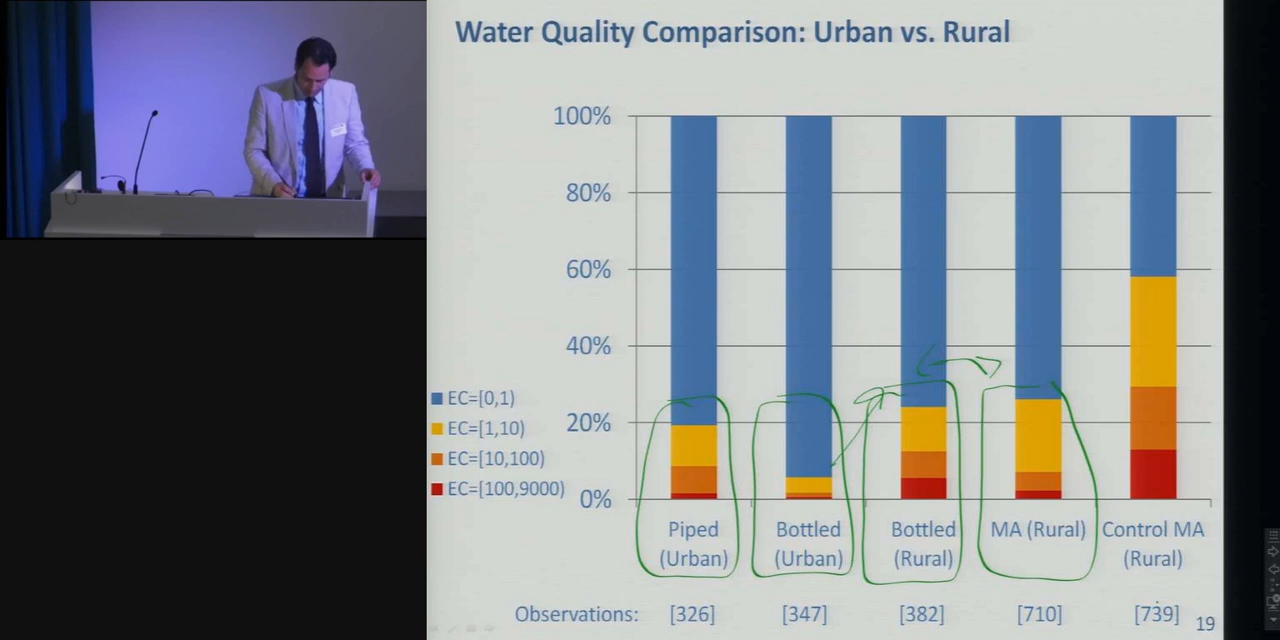 Water Quality Comparison: Urban vs. Rural
100%
80%
60%
40%
20%
0%
EC=[0,1)
EC=[1,10)
EC=[10,100)
EC=[100,9000)
Piped (Urban)
Bottled (Urban)
Bottled (Rural)
MA (Rural)
Control MA (Rural)
Observations: [326] [347] [382] [710] [739]
19